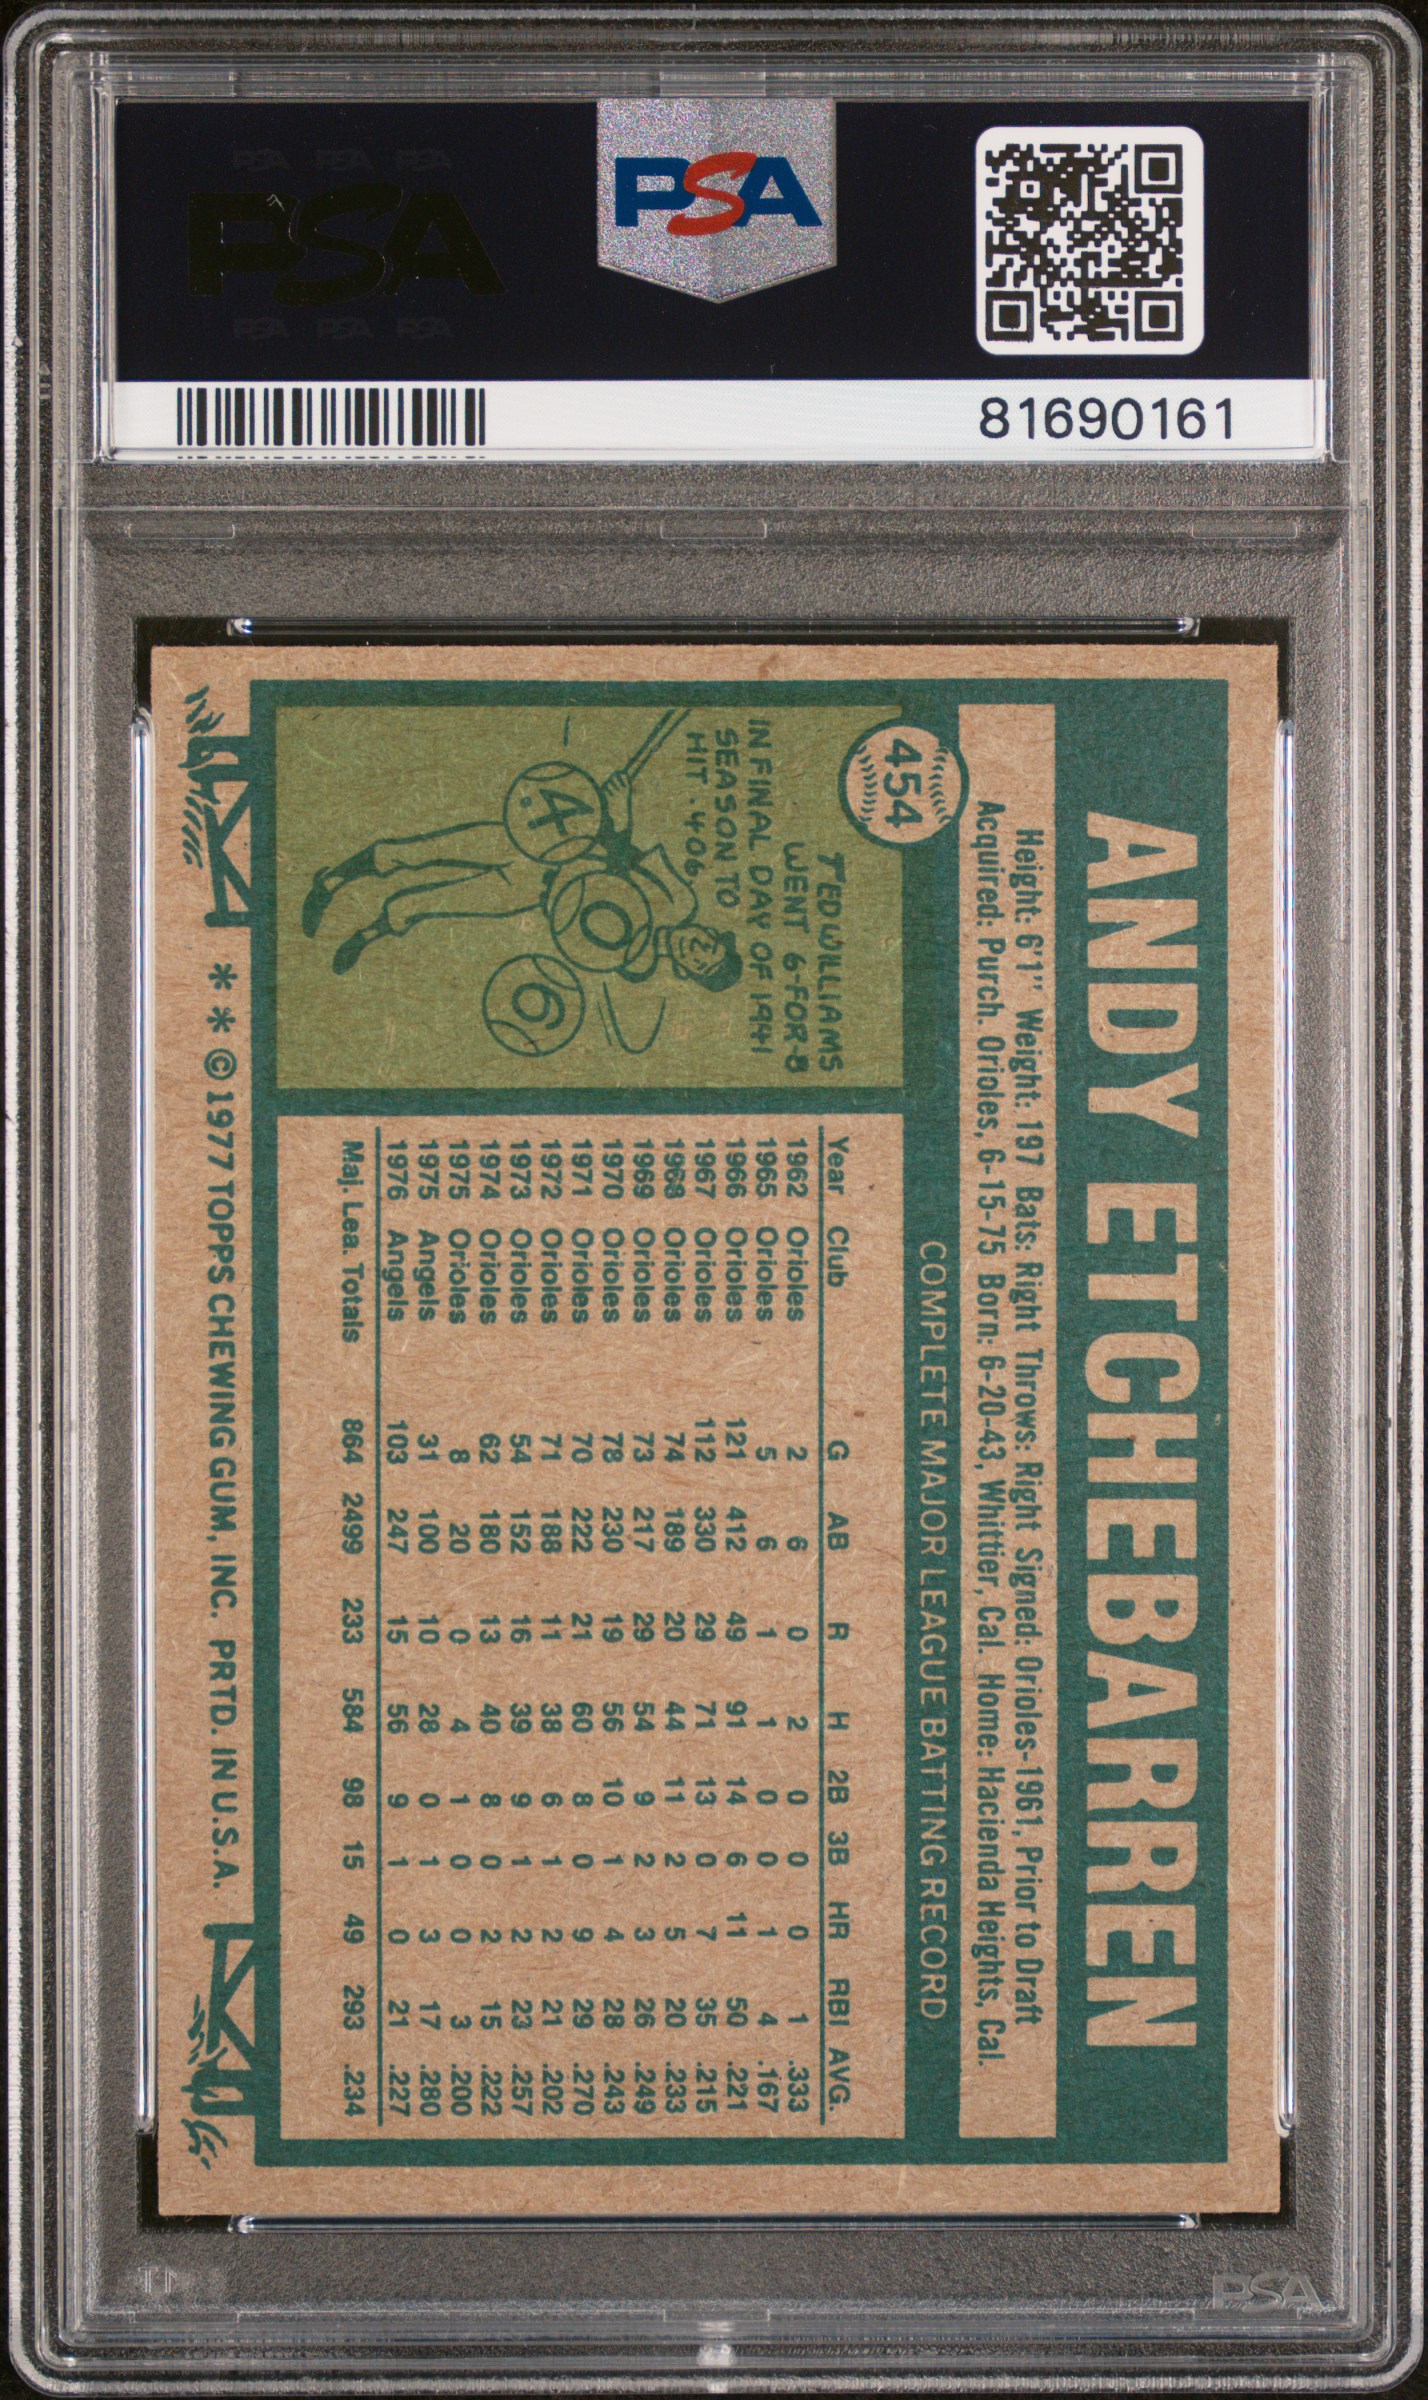 PSA PSA PSA
PSA
PSA PSA PSA
PSA
81690161
ANDY ETCHEBARREN
Height: 6'1" Weight: 197 Bats: Right Throws: Right Signed: Orioles-1961, Prior to Draft
Acquired: Purch. Orioles, 6-15-75 Born: 6-20-43, Whittier, Cal. Home: Hacienda Heights, Cal.
454
COMPLETE MAJOR LEAGUE BATTING RECORD
TED WILLIAMS
WENT 6-FOR-8
IN FINAL DAY OF 1941
SEASON TO
HIT .406
.4
0
6
Year Club G AB R H 2B 3B HR RBI AVG.
1962 Orioles 2 6 0 2 0 0 0 1 .333
1965 Orioles 5 6 1 1 0 0 1 4 .167
1966 Orioles 121 412 49 91 14 6 11 50 .221
1967 Orioles 112 330 29 71 13 0 7 35 .215
1968 Orioles 74 189 20 44 11 2 5 20 .233
1969 Orioles 73 217 29 54 9 2 3 26 .249
1970 Orioles 78 230 19 56 10 1 4 28 .243
1971 Orioles 70 222 21 60 8 0 9 29 .270
1972 Orioles 71 188 11 38 6 1 2 21 .202
1973 Orioles 54 152 16 39 9 1 2 23 .257
1974 Orioles 62 180 13 40 8 0 2 15 .222
1975 Orioles 8 20 0 4 1 0 0 3 .200
1975 Angels 31 100 10 28 0 1 3 17 .280
1976 Angels 103 247 15 56 9 1 0 21 .227
Maj. Lea. Totals 864 2499 233 584 98 15 49 293 .234
** © 1977 TOPPS CHEWING GUM, INC. PRTD. IN U.S.A.
PSA